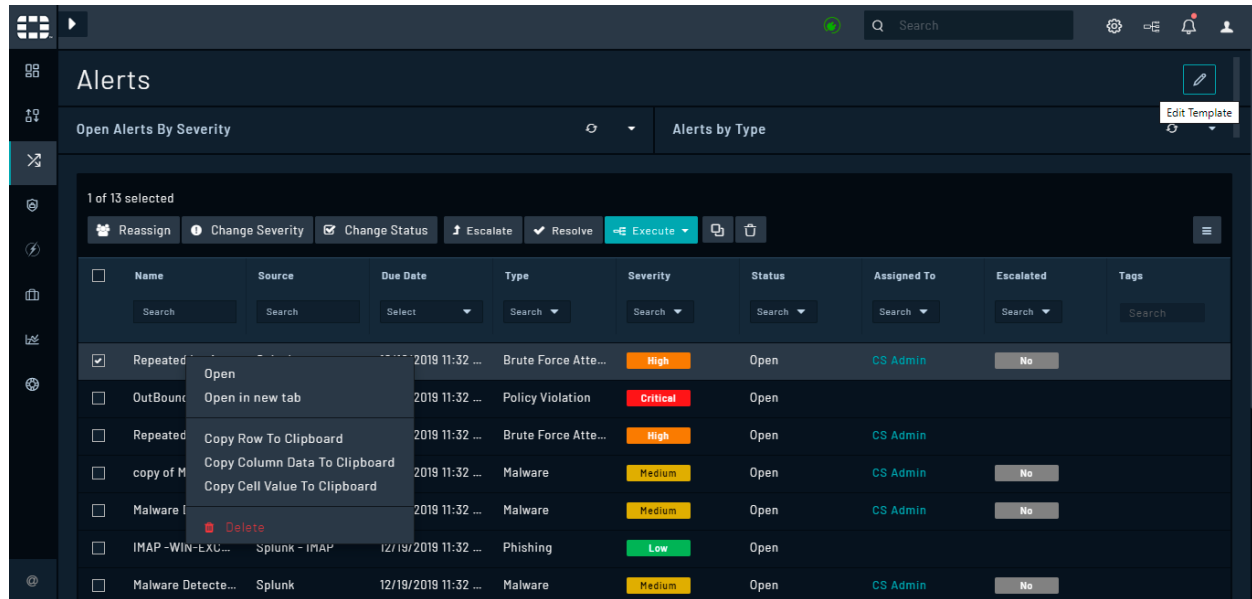 Search
Alerts
Edit Template
Open Alerts By Severity
Alerts by Type
1 of 13 selected
Reassign Change Severity Change Status Escalate Resolve Execute
Name Source Due Date Type Severity Status Assigned To Escalated Tags
Search Search Select Search Search Search Search Search Search
Repeated 2019 11:32 ... Brute Force Atte... High Open CS Admin No
Open
OutBound 2019 11:32 ... Policy Violation Critical Open
Open in new tab
Repeated 2019 11:32 ... Brute Force Atte... High Open CS Admin
Copy Row To Clipboard
copy of M 2019 11:32 ... Malware Medium Open CS Admin No
Copy Column Data To Clipboard
Copy Cell Value To Clipboard
Malware 2019 11:32 ... Malware Medium Open CS Admin No
Delete
IMAP -WIN-EXC... Splunk - IMAP 12/19/2019 11:32 ... Phishing Low Open
Malware Detecte... Splunk 12/19/2019 11:32 ... Malware Medium Open CS Admin No